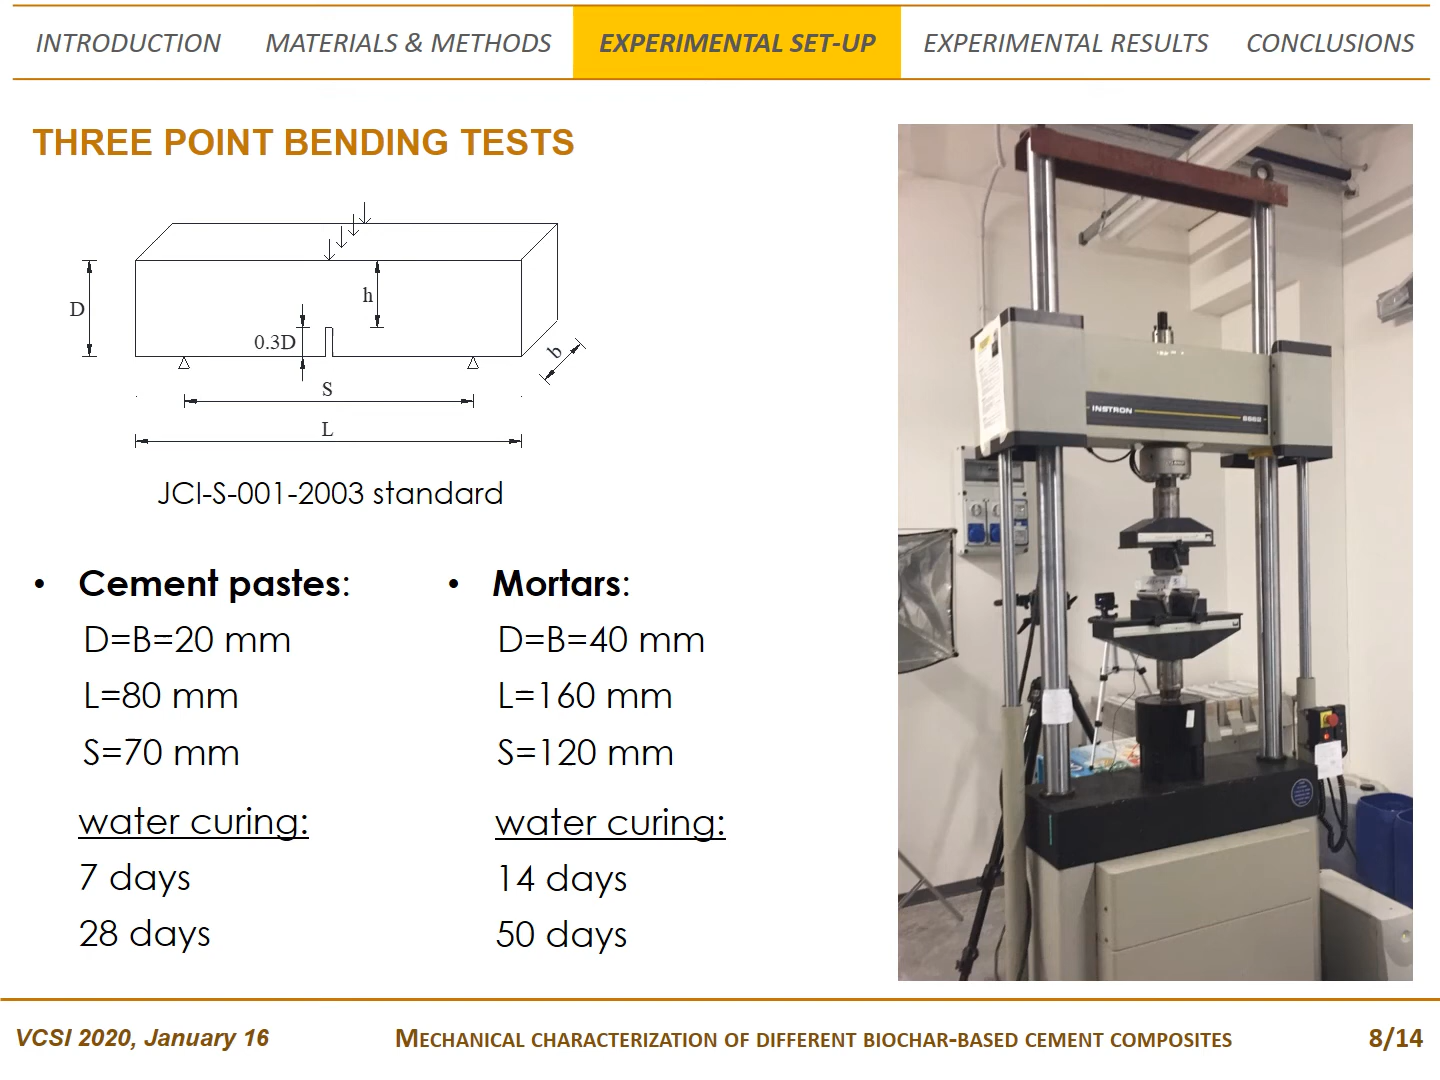 INTRODUCTION MATERIALS & METHODS EXPERIMENTAL SET-UP EXPERIMENTAL RESULTS CONCLUSIONS
THREE POINT BENDING TESTS
D
h
0.3D
b
S
L
JCI-S-001-2003 standard
• Cement pastes:
D=B=20 mm
L=80 mm
S=70 mm
water curing:
7 days
28 days
• Mortars:
D=B=40 mm
L=160 mm
S=120 mm
water curing:
14 days
50 days
INSTRON
VCSI 2020, January 16
MECHANICAL CHARACTERIZATION OF DIFFERENT BIOCHAR-BASED CEMENT COMPOSITES
8/14